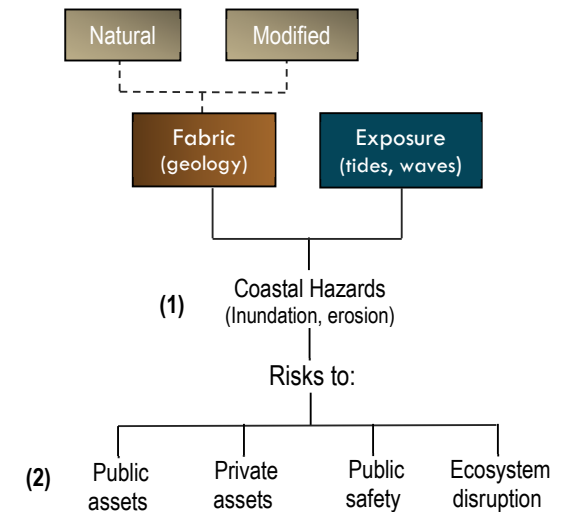 Natural
Modified
Fabric
(geology)
Exposure
(tides, waves)
(1)
Coastal Hazards
(Inundation, erosion)
Risks to:
(2)
Public
assets
Private
assets
Public
safety
Ecosystem
disruption